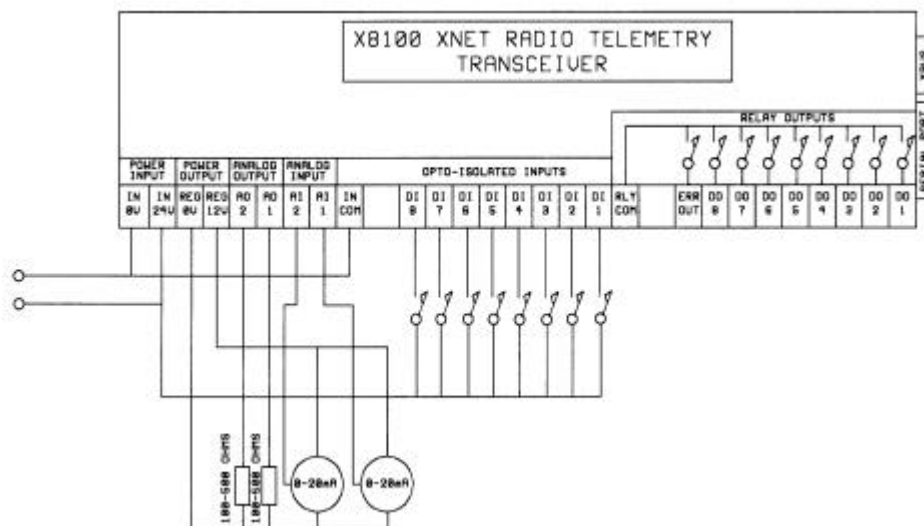 X8100 XNET RADIO TELEMETRY
TRANSCEIVER
RELAY OUTPUTS
POWER INPUT
POWER OUTPUT
ANALOG OUTPUT
ANALOG INPUT
OPTO-ISOLATED INPUTS
IN 0V
IN 24V
REG 0V
REG 12V
AO 2
AO 1
AI 2
AI 1
IN COM
DI 8
DI 7
DI 6
DI 5
DI 4
DI 3
DI 2
DI 1
RLY COM
ERR OUT
DO 8
DO 7
DO 6
DO 5
DO 4
DO 3
DO 2
DO 1
100-500 OHMS
100-500 OHMS
0-20mA
0-20mA